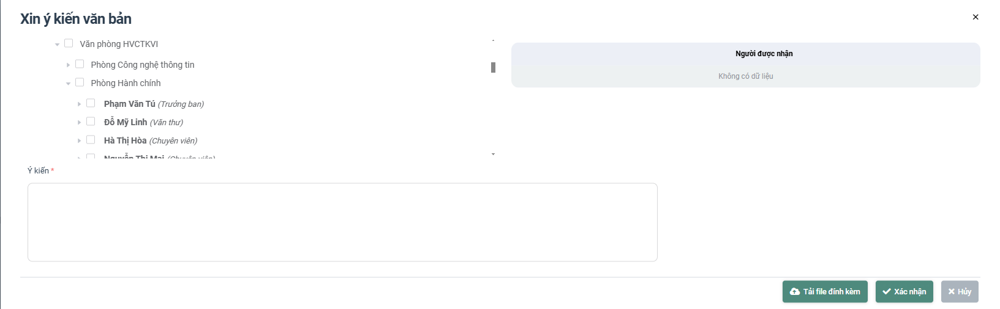 Xin ý kiến văn bản
Văn phòng HVCTKVI
Phòng Công nghệ thông tin
Phòng Hành chính
Phạm Văn Tú (Trưởng ban)
Đỗ Mỹ Linh (Văn thư)
Hà Thị Hòa (Chuyên viên)
Nguyễn Thị Mai (Chuyên viên)
Người được nhận
Không có dữ liệu
Ý kiến *
Tải file đính kèm
Xác nhận
Hủy